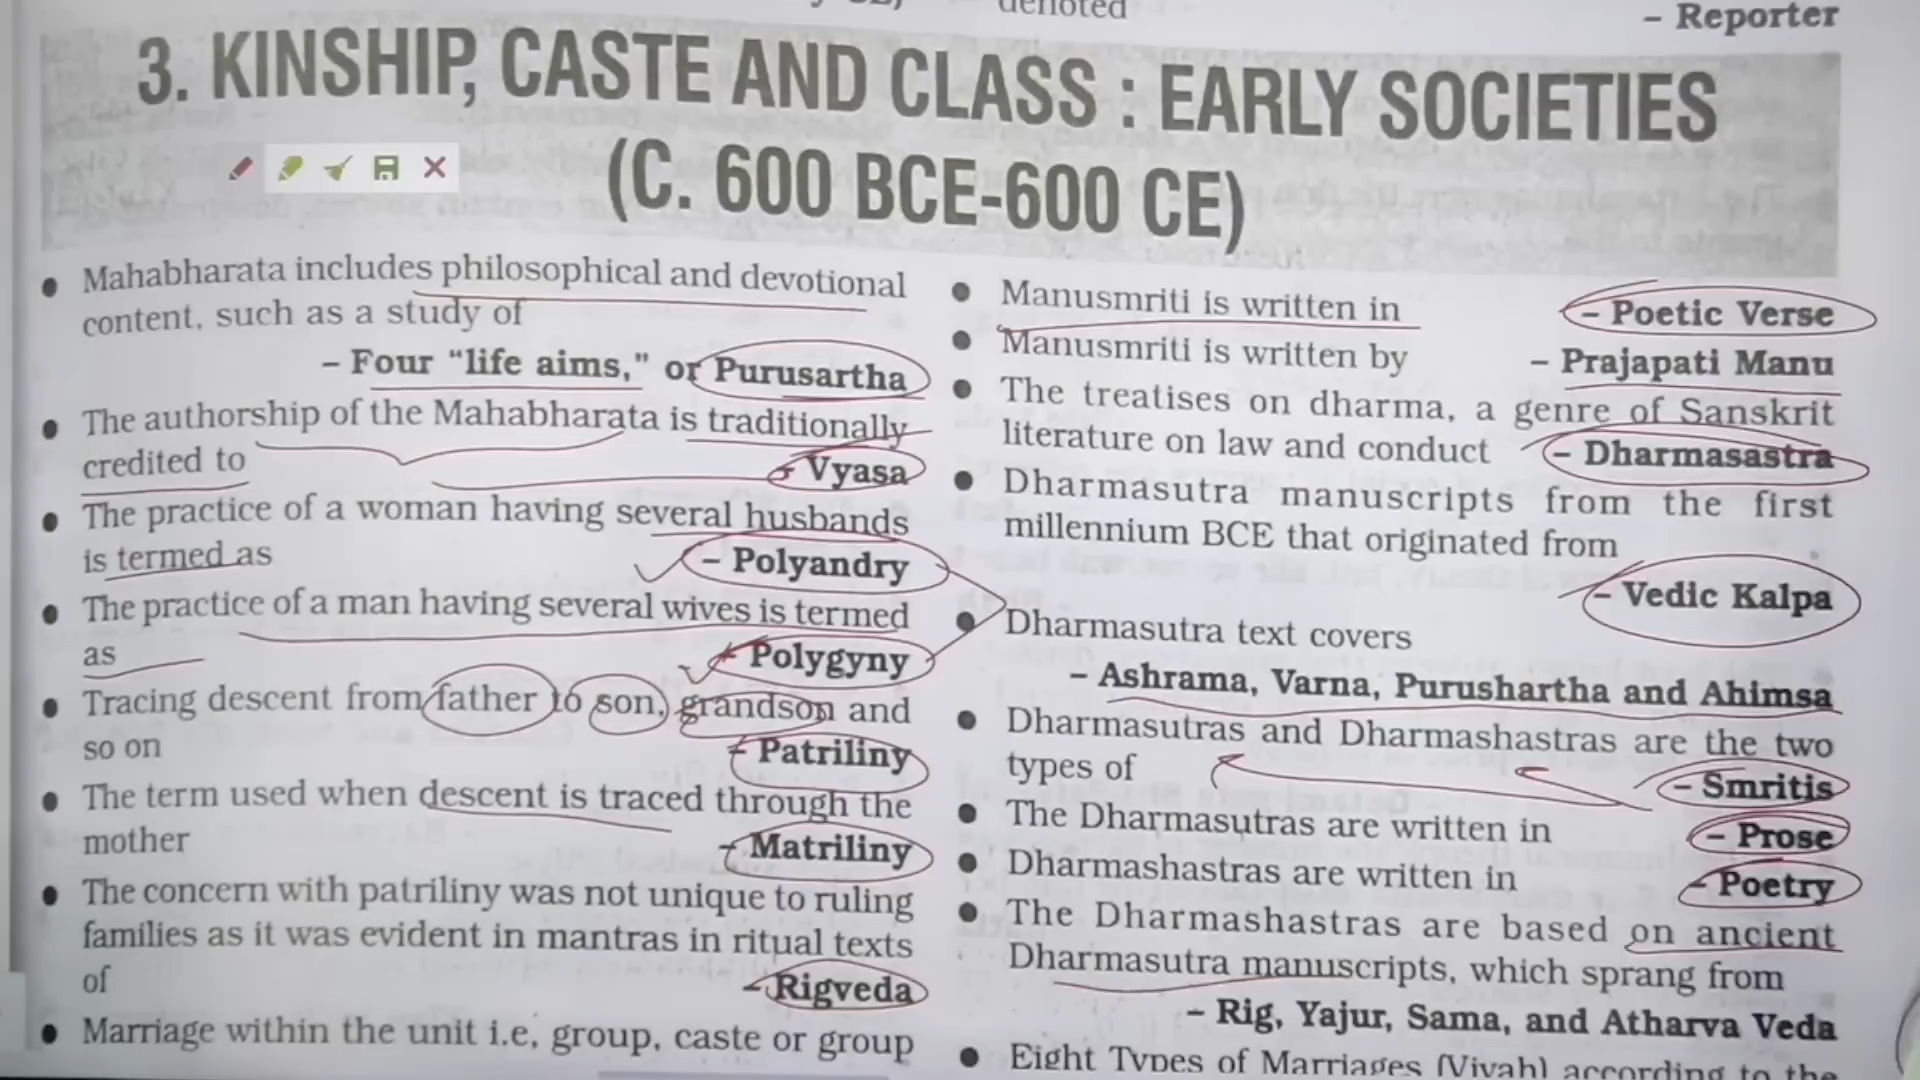 denoted
– Reporter
3. KINSHIP, CASTE AND CLASS : EARLY SOCIETIES
(C. 600 BCE-600 CE)
Mahabharata includes philosophical and devotional
content, such as a study of
– Four “life aims,” or Purusartha
The authorship of the Mahabharata is traditionally
credited to
– Vyasa
The practice of a woman having several husbands
is termed as
– Polyandry
The practice of a man having several wives is termed
as
– Polygyny
Tracing descent from father to son, grandson and
so on
– Patriliny
The term used when descent is traced through the
mother
– Matriliny
The concern with patriliny was not unique to ruling
families as it was evident in mantras in ritual texts
of
– Rigveda
Marriage within the unit i.e, group, caste or group
Manusmriti is written in – Poetic Verse
Manusmriti is written by – Prajapati Manu
The treatises on dharma, a genre of Sanskrit
literature on law and conduct – Dharmasastra
Dharmasutra manuscripts from the first
millennium BCE that originated from
– Vedic Kalpa
Dharmasutra text covers
– Ashrama, Varna, Purushartha and Ahimsa
Dharmasutras and Dharmashastras are the two
types of – Smritis
The Dharmasutras are written in – Prose
Dharmashastras are written in – Poetry
The Dharmashastras are based on ancient
Dharmasutra manuscripts, which sprang from
– Rig, Yajur, Sama, and Atharva Veda
Eight Types of Marriages (Vivah) according to the